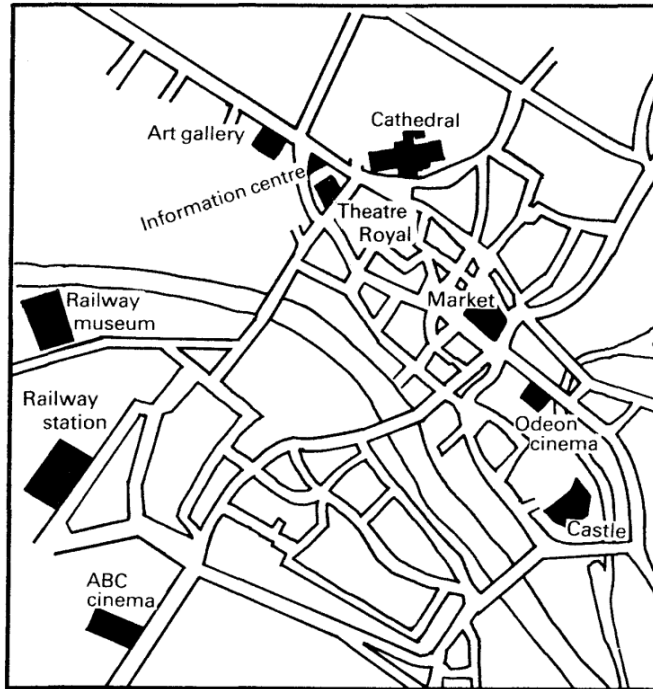 Art gallery
Cathedral
Information centre
Theatre
Royal
Railway
museum
Market
Railway
station
Odeon
cinema
Castle
ABC
cinema